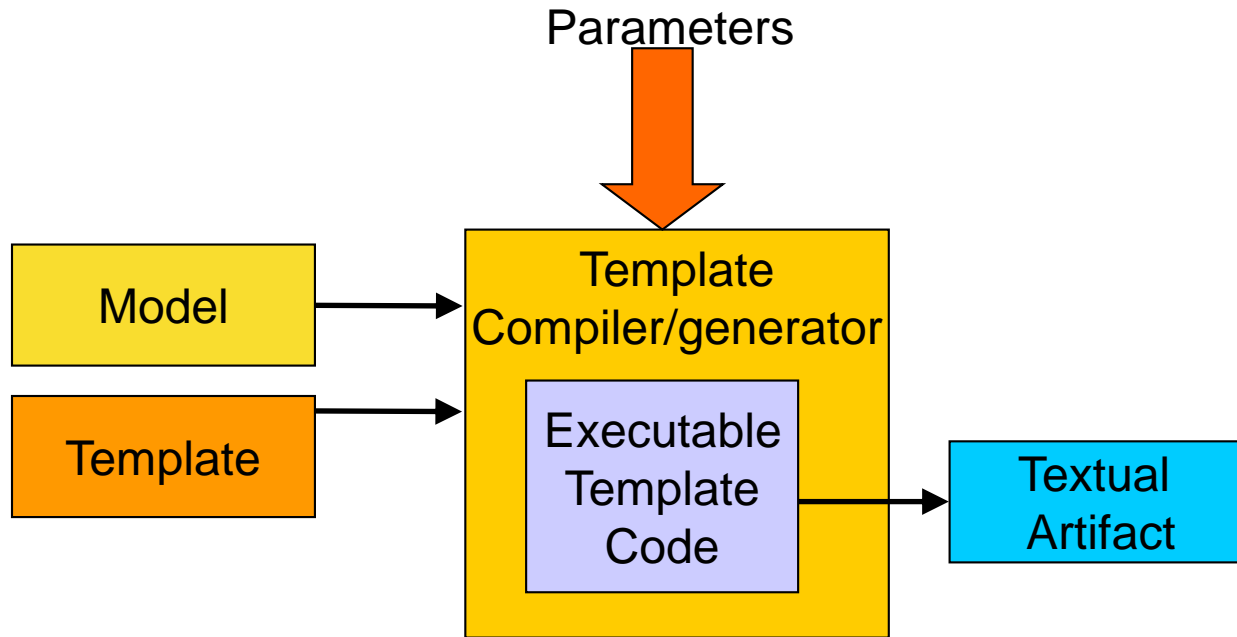 Parameters
Model
Template
Template
Compiler/generator
Executable
Template
Code
Textual
Artifact